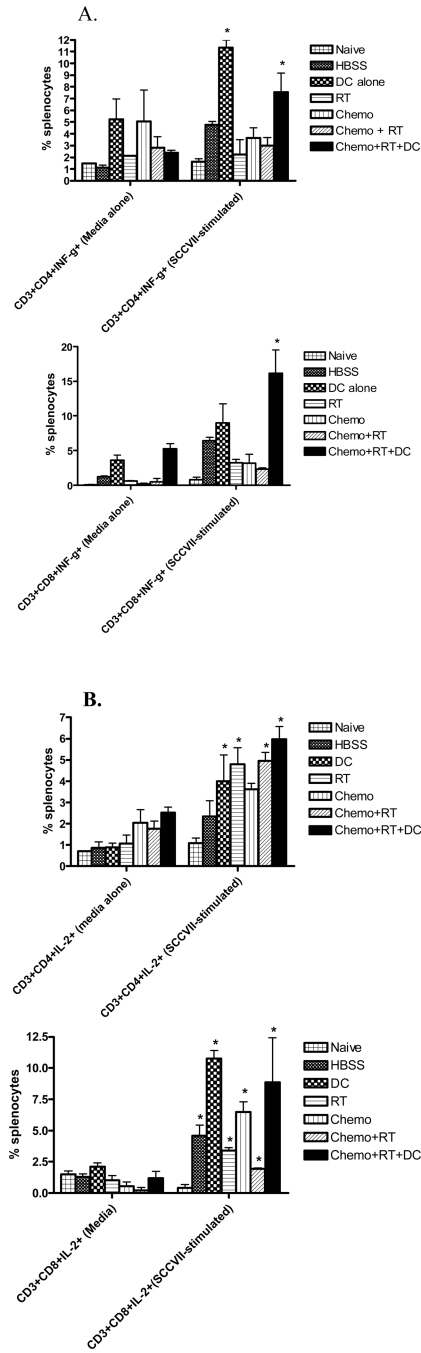 A.
12
11
10
9
8
7
6
5
4
3
2
1
0
% splenocytes
*
*
Naive
HBSS
DC alone
RT
Chemo
Chemo + RT
Chemo+RT+DC
CD3+CD4+INF-g+ (Media alone)
CD3+CD4+INF-g+ (SCCVII-stimulated)
20
15
10
5
0
% splenocytes
*
Naive
HBSS
DC alone
RT
Chemo
Chemo+RT
Chemo+RT+DC
CD3+CD8+INF-g+ (Media alone)
CD3+CD8+INF-g+ (SCCVII-stimulated)
B.
7
6
5
4
3
2
1
0
% splenocytes
*
*
*
*
Naive
HBSS
DC
RT
Chemo
Chemo+RT
Chemo+RT+DC
CD3+CD4+IL-2+ (media alone)
CD3+CD4+IL-2+ (SCCVII-stimulated)
12.5
10.0
7.5
5.0
2.5
0.0
% splenocytes
*
*
*
*
*
*
Naive
HBSS
DC
RT
Chemo
Chemo+RT
Chemo+RT+DC
CD3+CD8+IL-2+ (Media)
CD3+CD8+IL-2+(SCCVII-stimulated)